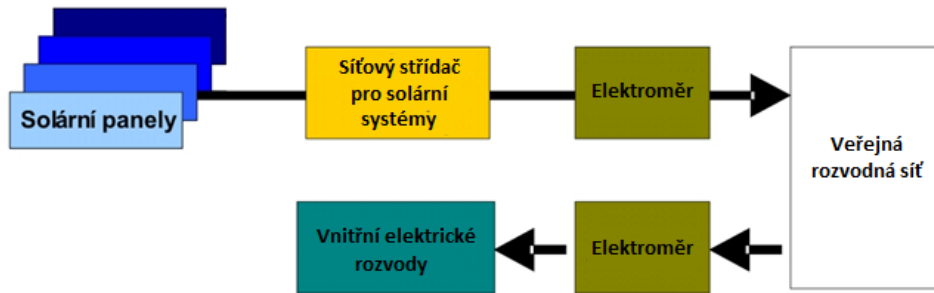 Solární panely
Síťový střídač
pro solární
systémy
Elektroměr
Veřejná
rozvodná síť
Vnitřní elektrické
rozvody
Elektroměr